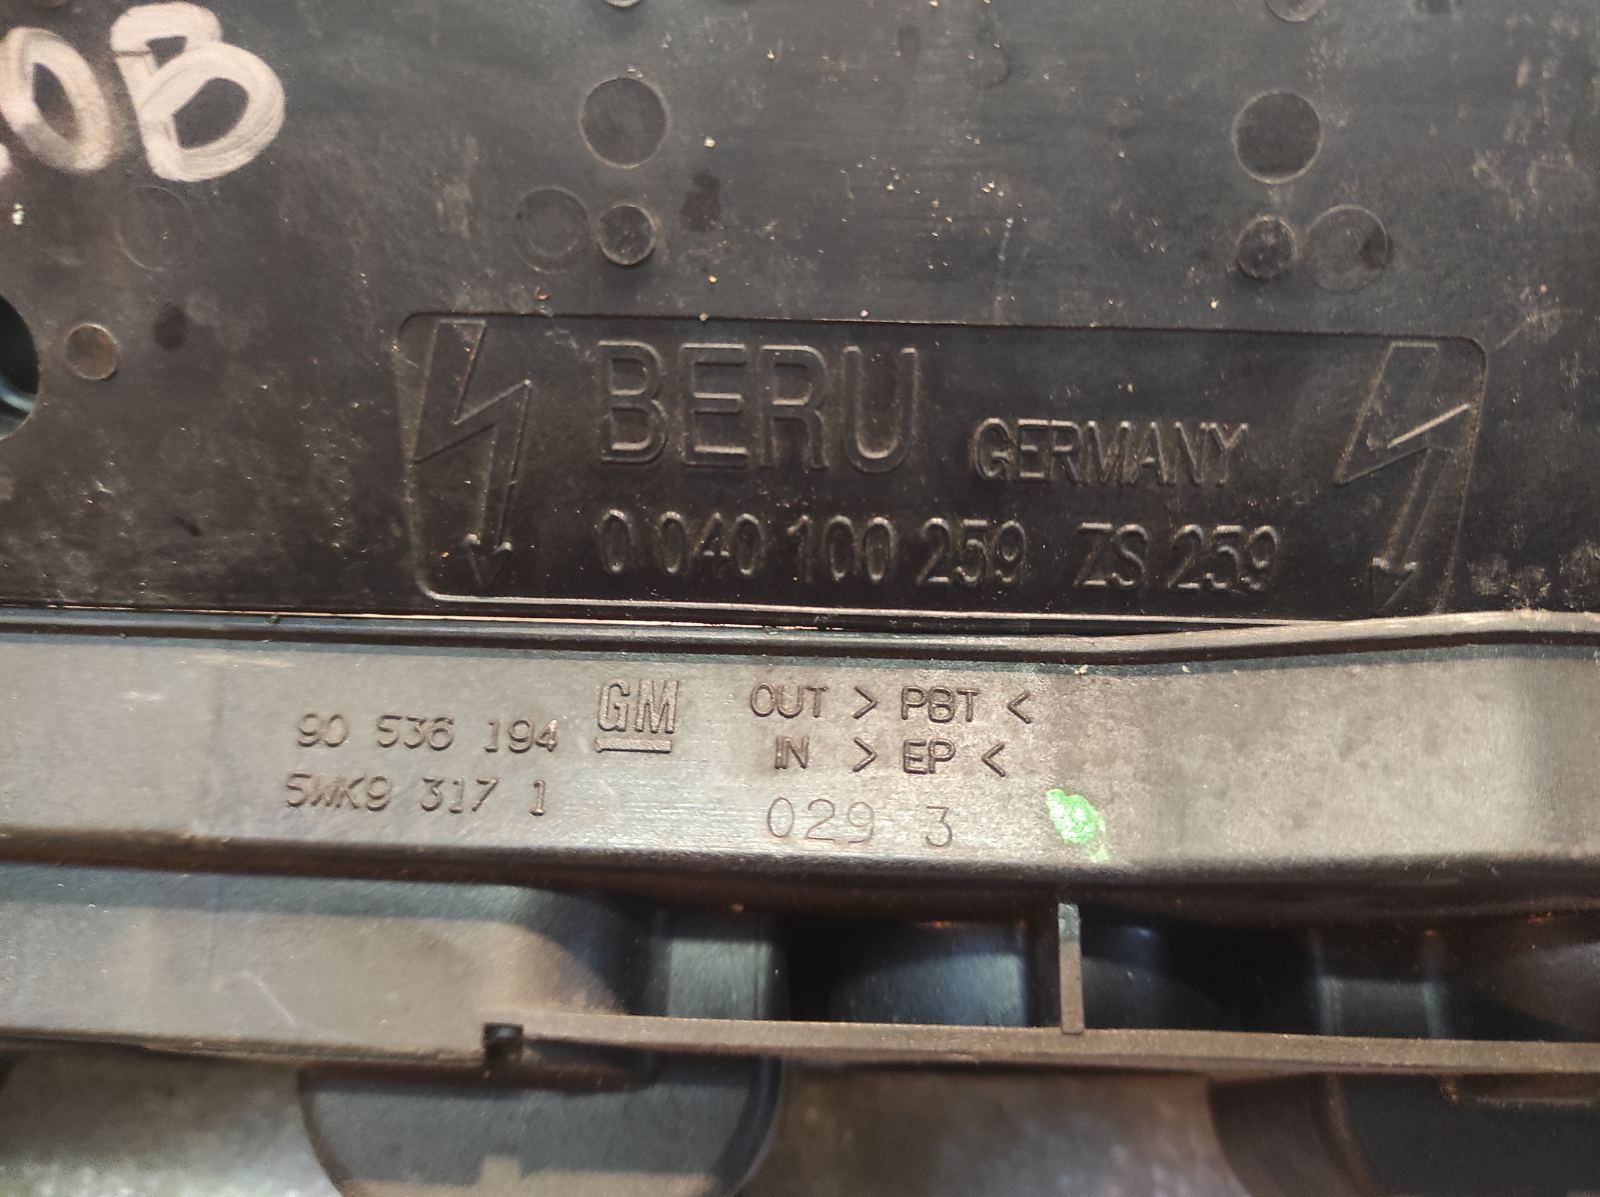 .0B
BERU GERMANY
0 040 100 259 ZS 259
90 536 194 GM OUT > PBT <
5WK9 317 1 IN > EP <
029 3